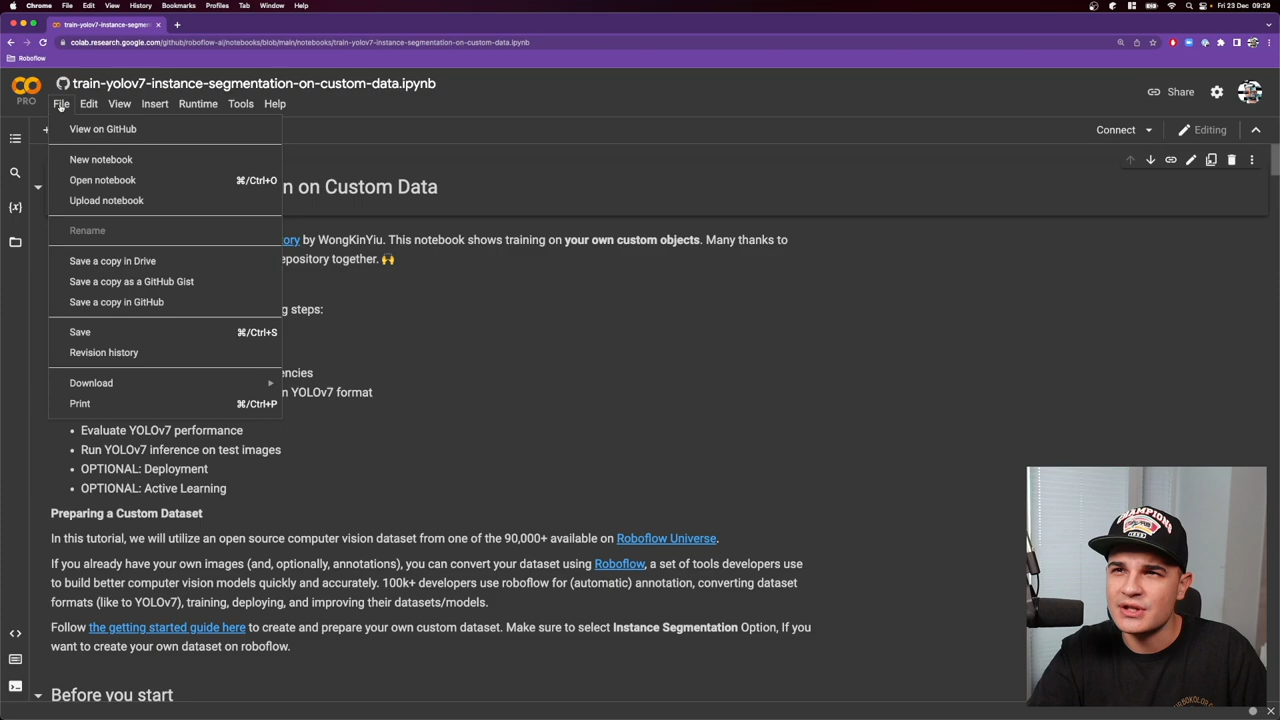 Chrome File Edit View History Bookmarks Profiles Tab Window Help Fri 23 Dec 09:29
train-yolov7-instance-segmen
colab.research.google.com/github/roboflow-ai/notebooks/blob/main/notebooks/train-yolov7-instance-segmentation-on-custom-data.ipynb
Roboflow
train-yolov7-instance-segmentation-on-custom-data.ipynb
PRO
File Edit View Insert Runtime Tools Help
Share
View on GitHub
Connect
Editing
New notebook
Open notebook ⌘/Ctrl+O
Upload notebook
n on Custom Data
Rename
ory by WongKinYiu. This notebook shows training on your own custom objects. Many thanks to
epository together. 🙌
Save a copy in Drive
Save a copy as a GitHub Gist
Save a copy in GitHub
g steps:
Save ⌘/Ctrl+S
Revision history
encies
Download
n YOLOv7 format
Print ⌘/Ctrl+P
• Evaluate YOLOv7 performance
• Run YOLOv7 inference on test images
• OPTIONAL: Deployment
• OPTIONAL: Active Learning
Preparing a Custom Dataset
In this tutorial, we will utilize an open source computer vision dataset from one of the 90,000+ available on Roboflow Universe.
If you already have your own images (and, optionally, annotations), you can convert your dataset using Roboflow, a set of tools developers use
to build better computer vision models quickly and accurately. 100k+ developers use roboflow for (automatic) annotation, converting dataset
formats (like to YOLOv7), training, deploying, and improving their datasets/models.
Follow the getting started guide here to create and prepare your own custom dataset. Make sure to select Instance Segmentation Option, If you
want to create your own dataset on roboflow.
Before you start
CHAMPIONS